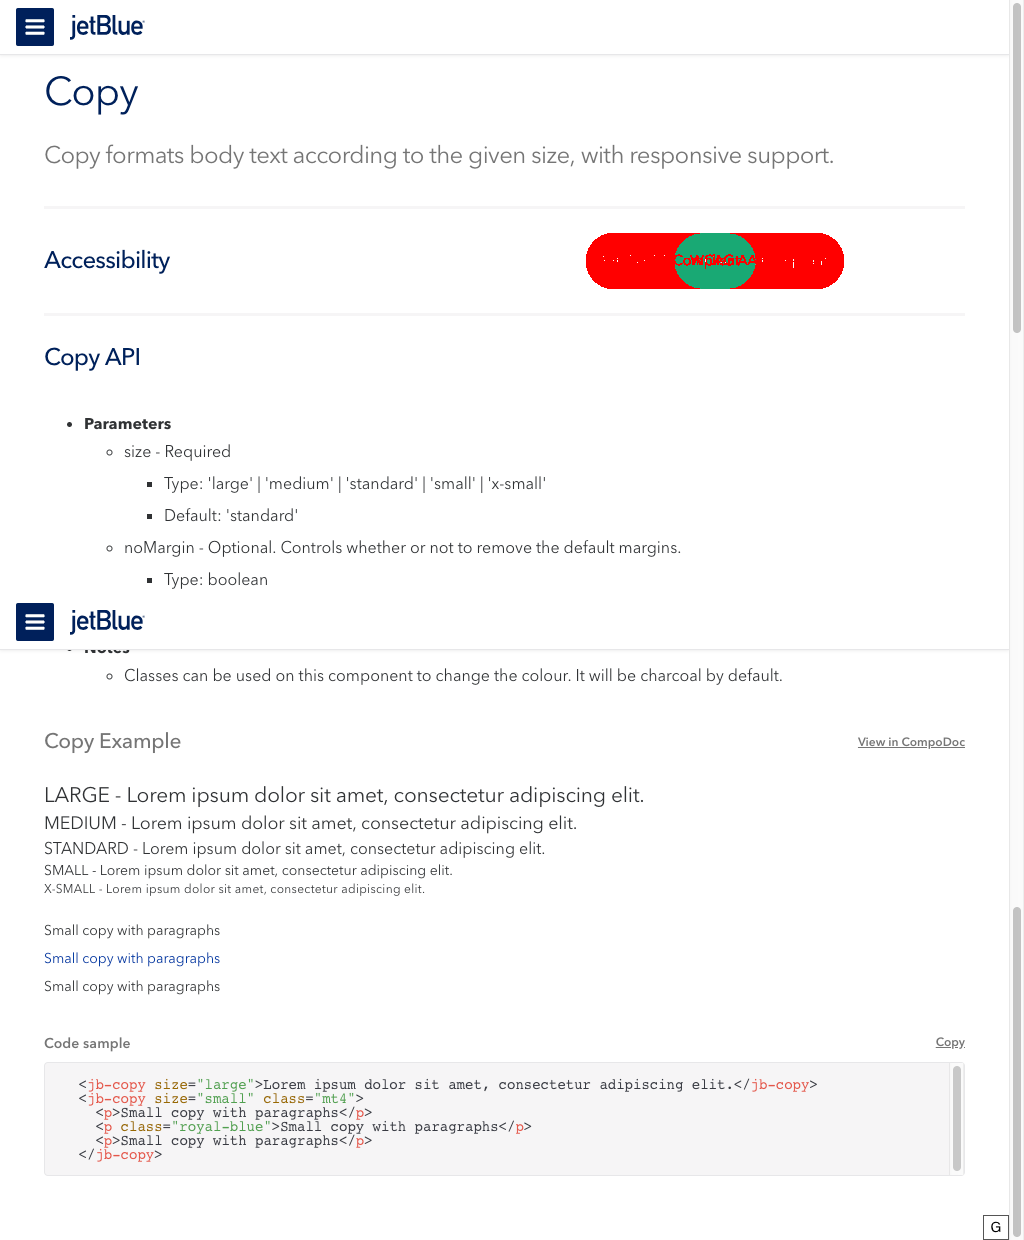 jetBlue
Copy
Copy formats body text according to the given size, with responsive support.
Accessibility
Copy API
Parameters
size - Required
Type: 'large' | 'medium' | 'standard' | 'small' | 'x-small'
Default: 'standard'
noMargin - Optional. Controls whether or not to remove the default margins.
Type: boolean
jetBlue
Notes
Classes can be used on this component to change the colour. It will be charcoal by default.
Copy Example
View in CompoDoc
LARGE - Lorem ipsum dolor sit amet, consectetur adipiscing elit.
MEDIUM - Lorem ipsum dolor sit amet, consectetur adipiscing elit.
STANDARD - Lorem ipsum dolor sit amet, consectetur adipiscing elit.
SMALL - Lorem ipsum dolor sit amet, consectetur adipiscing elit.
X-SMALL - Lorem ipsum dolor sit amet, consectetur adipiscing elit.
Small copy with paragraphs
Small copy with paragraphs
Small copy with paragraphs
Code sample
Copy
<jb-copy size="large">Lorem ipsum dolor sit amet, consectetur adipiscing elit.</jb-copy>
<jb-copy size="small" class="mt4">
<p>Small copy with paragraphs</p>
<p class="royal-blue">Small copy with paragraphs</p>
<p>Small copy with paragraphs</p>
</jb-copy>
G